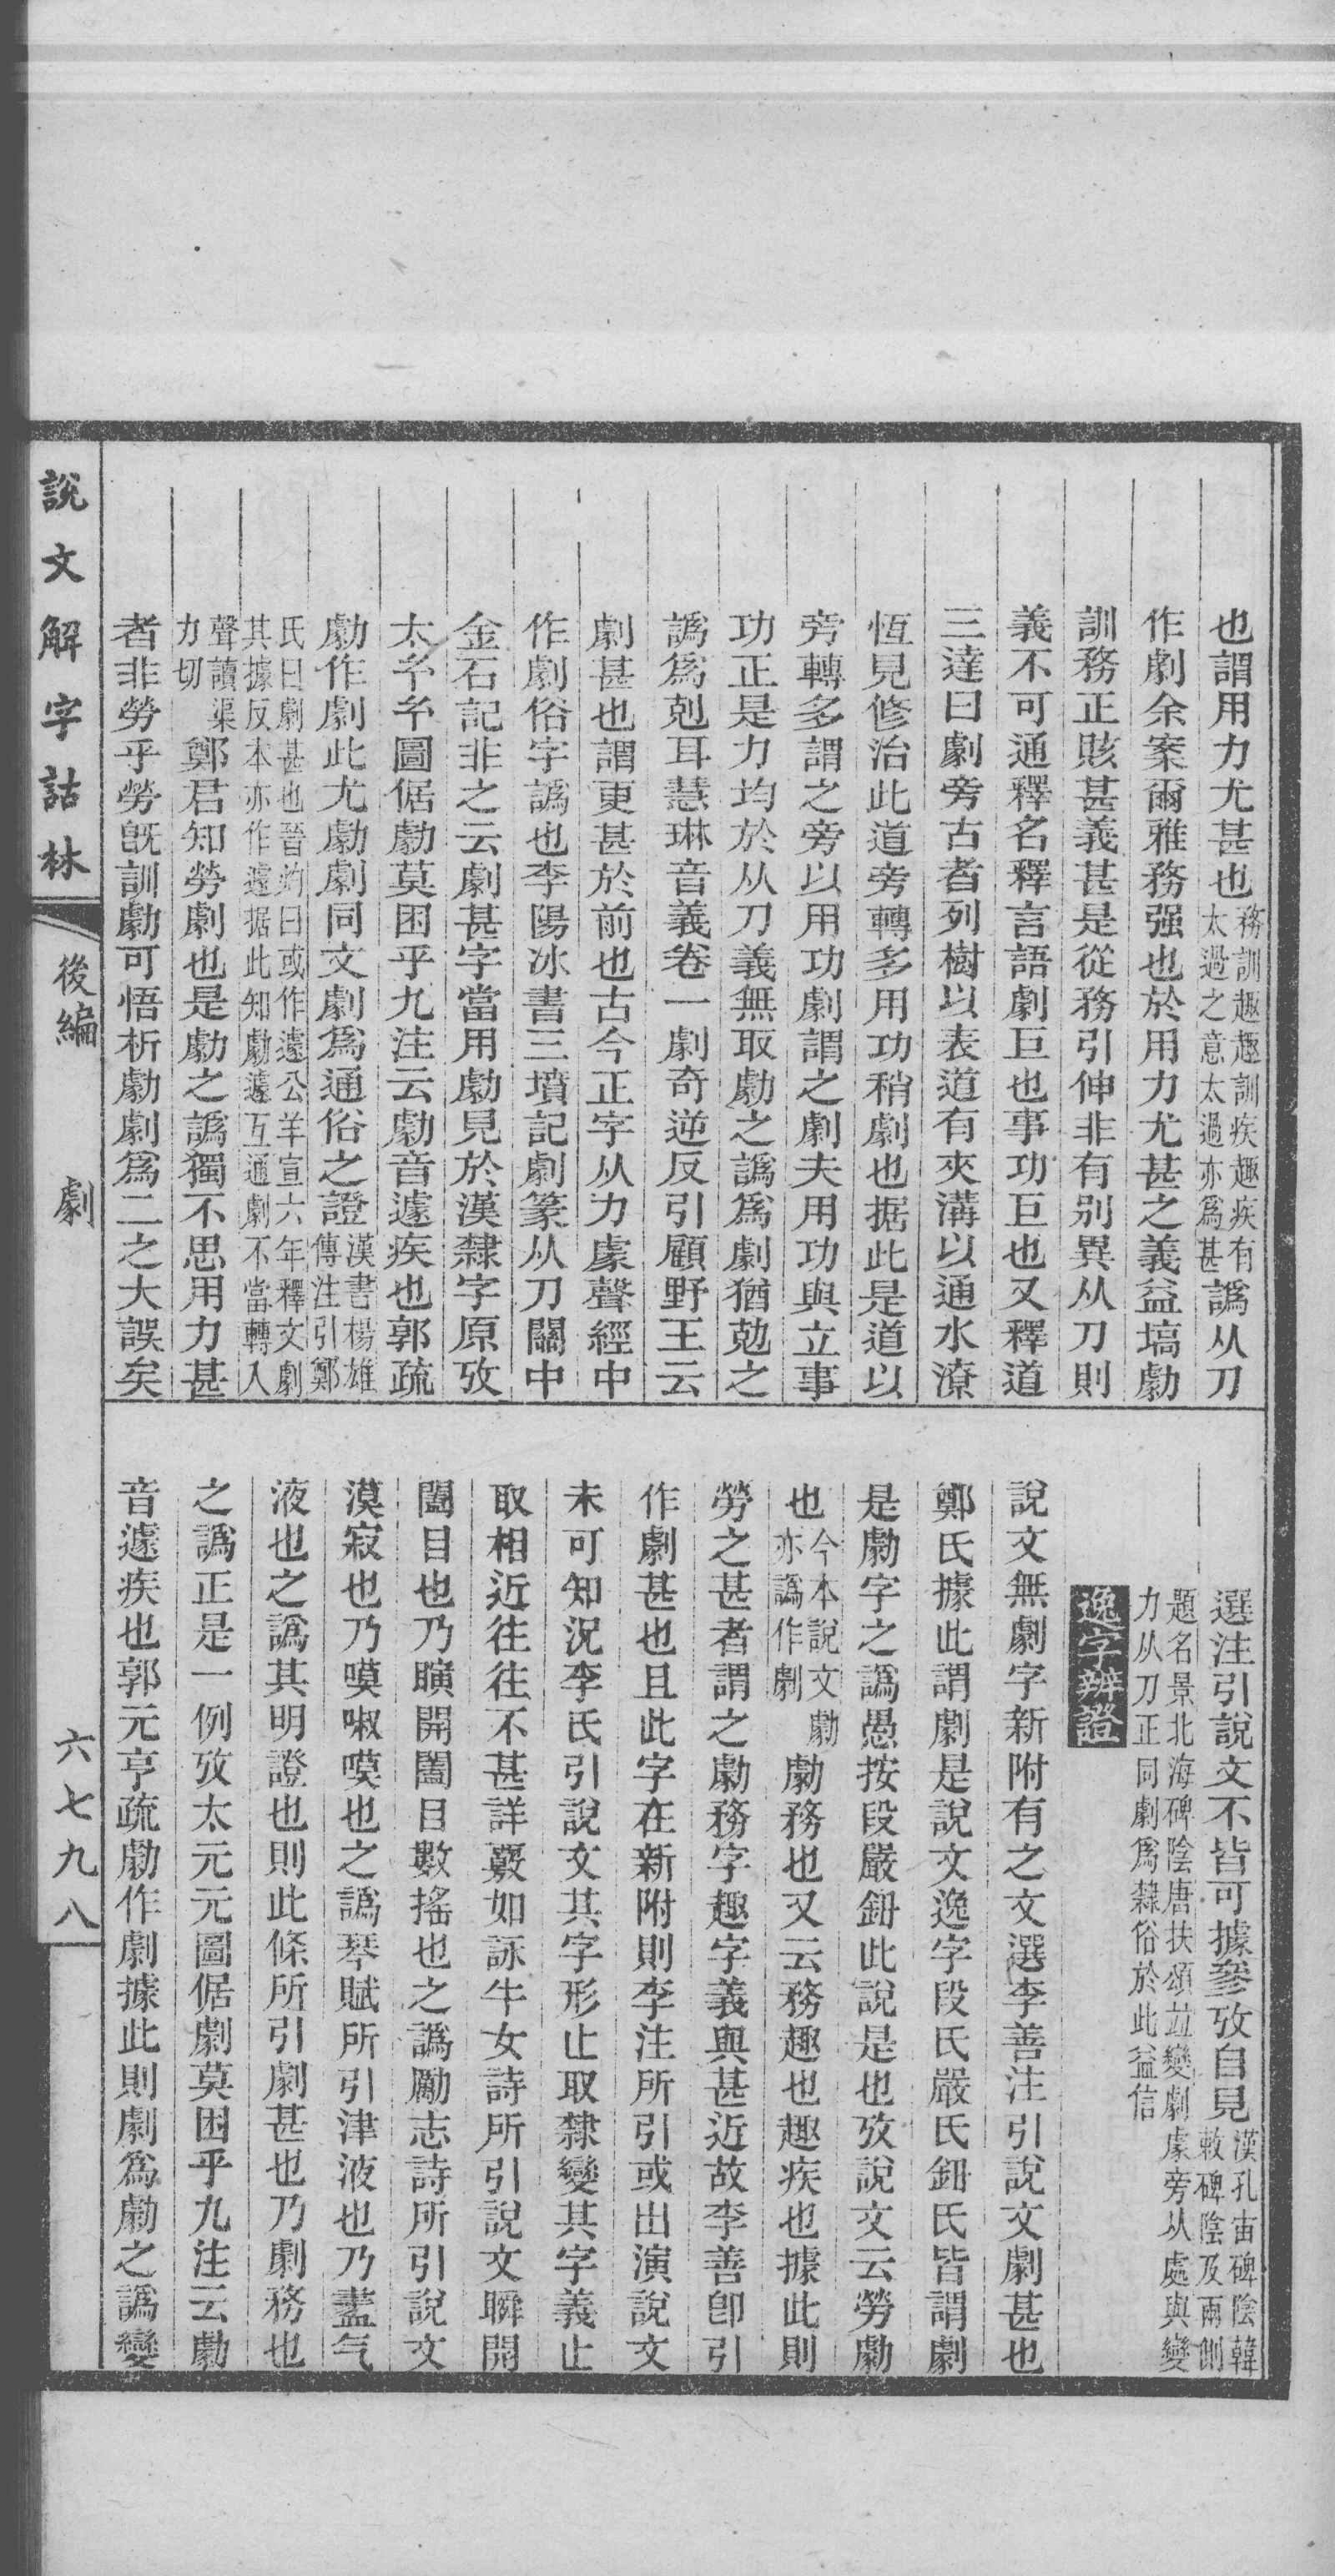 也謂用力尤甚也務訓趣趣訓疾趣疾有太過之意太過亦為甚譌从刀
作劇余案爾雅務强也於用力尤甚之義益塙勮
訓務正賅甚義甚是從務引伸非有别異从刀則
義不可通釋名釋言語劇巨也事功巨也又釋道
三達曰劇旁古者列樹以表道有夾溝以通水潦
恆見修治此道旁轉多用功稍劇也据此是道以
旁轉多謂之旁以用功劇謂之劇夫用功與立事
功正是力均於从刀義無取勮之譌爲劇猶勊之
譌爲剋耳慧琳音義卷一劇奇逆反引顧野王云
劇甚也謂更甚於前也古今正字从力豦聲經中
作劇俗字譌也李陽冰書三墳記劇篆从刀關中
金石記非之云劇甚字當用勮見於漢隸字原攷
太𤣥𤣥圖倨勮莫困乎九注云勮音遽疾也郭疏
勮作劇此尤勮劇同文劇爲通俗之證漢書楊雄傳注引鄭
氏曰劇甚也晉灼曰或作遽公羊宣六年釋文劇其據反本亦作遽据此知勮遽互通劇不當轉入
聲讀渠力切鄭君知勞劇也是勮之譌獨不思用力甚
者非勞乎勞旣訓勮可悟析勮劇爲二之大誤矣
選注引說文不皆可據參攷自見漢孔宙碑陰韓敕碑陰及兩側
題名景北海碑陰唐扶頌竝變劇豦旁从處與變力从刀正同劇爲隸俗於此益信
逸字辨證
說文無劇字新附有之文選李善注引說文劇甚也
鄭氏據此謂劇是說文逸字段氏嚴氏鈕氏皆謂劇
是勮字之譌愚按段嚴鈕此說是也攷說文云勞勮
也今本說文勮亦譌作劇勮務也又云務趣也趣疾也據此則
勞之甚者謂之勮務字趣字義與甚近故李善卽引
作劇甚也且此字在新附則李注所引或出演說文
未可知況李氏引說文其字形止取隸變其字義止
取相近往往不甚詳覈如詠牛女詩所引說文瞬開
闔目也乃瞚開闔目數搖也之譌勵志詩所引說文
漠寂也乃嗼啾嗼也之譌琴賦所引津液也乃衋气
液也之譌其明證也則此條所引劇甚也乃劇務也
之譌正是一例攷太元元圖倨劇莫困乎九注云勮
音遽疾也郭元亨疏勮作劇據此則劇爲勮之譌變
說文解字詁林
後編
劇
六七九八